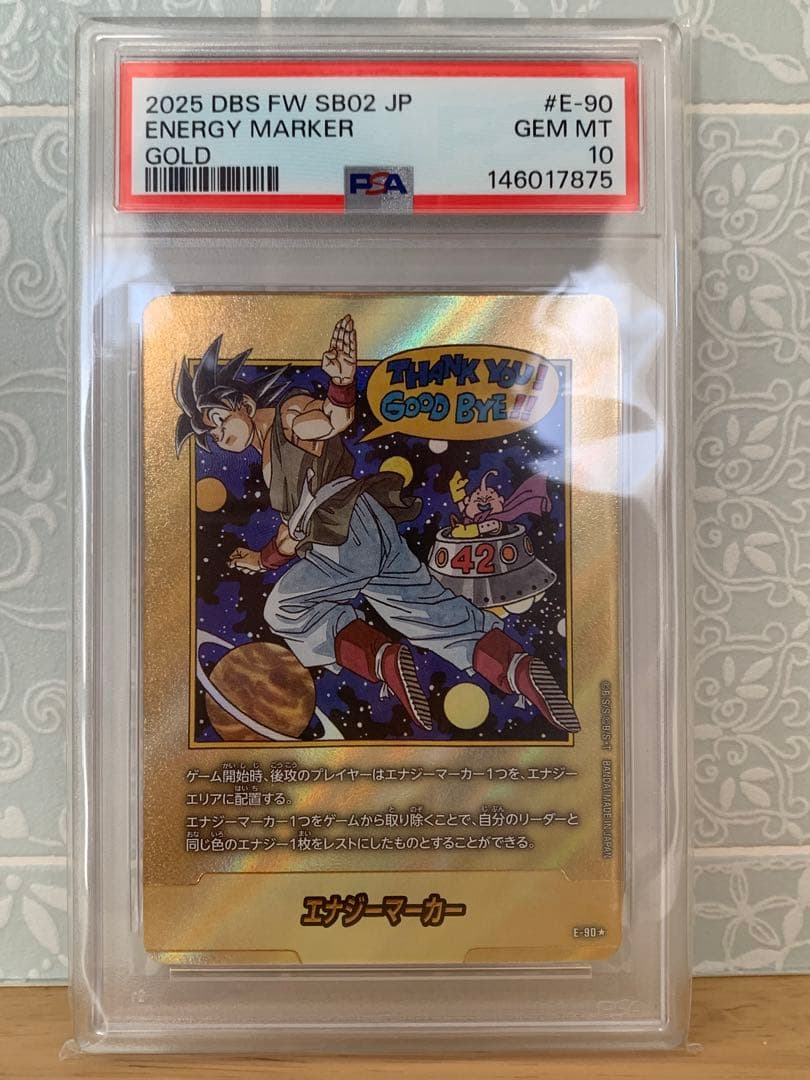 2025 DBS FW SB02 JP #E-90
ENERGY MARKER GEM MT
GOLD 10
PSA 146017875
THANK YOU!
GOOD BYE!!
42
ゲーム開始時、後攻のプレイヤーはエナジーマーカー1つを、エナジー
エリアに配置する。
エナジーマーカー1つをゲームから取り除くことで、自分のリーダーと
同じ色のエナジー1枚をレストにしたものとすることができる。
BANDAI MADE IN JAPAN
エナジーマーカー
E-90★